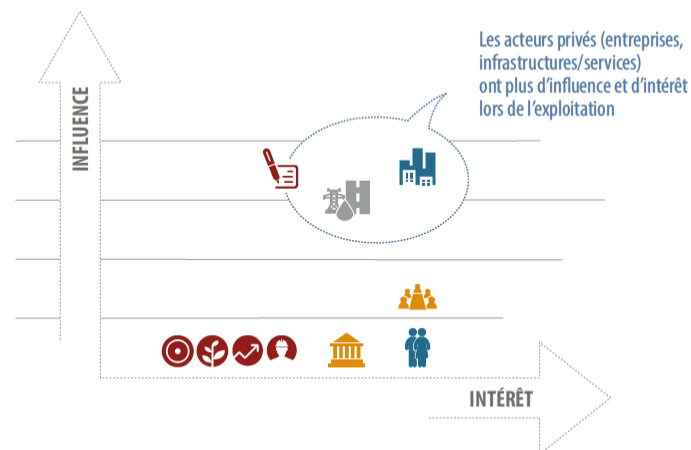 Les acteurs privés (entreprises,
infrastructures/services)
ont plus d'influence et d'intérêt
lors de l'exploitation
INFLUENCE
INTÉRÊT